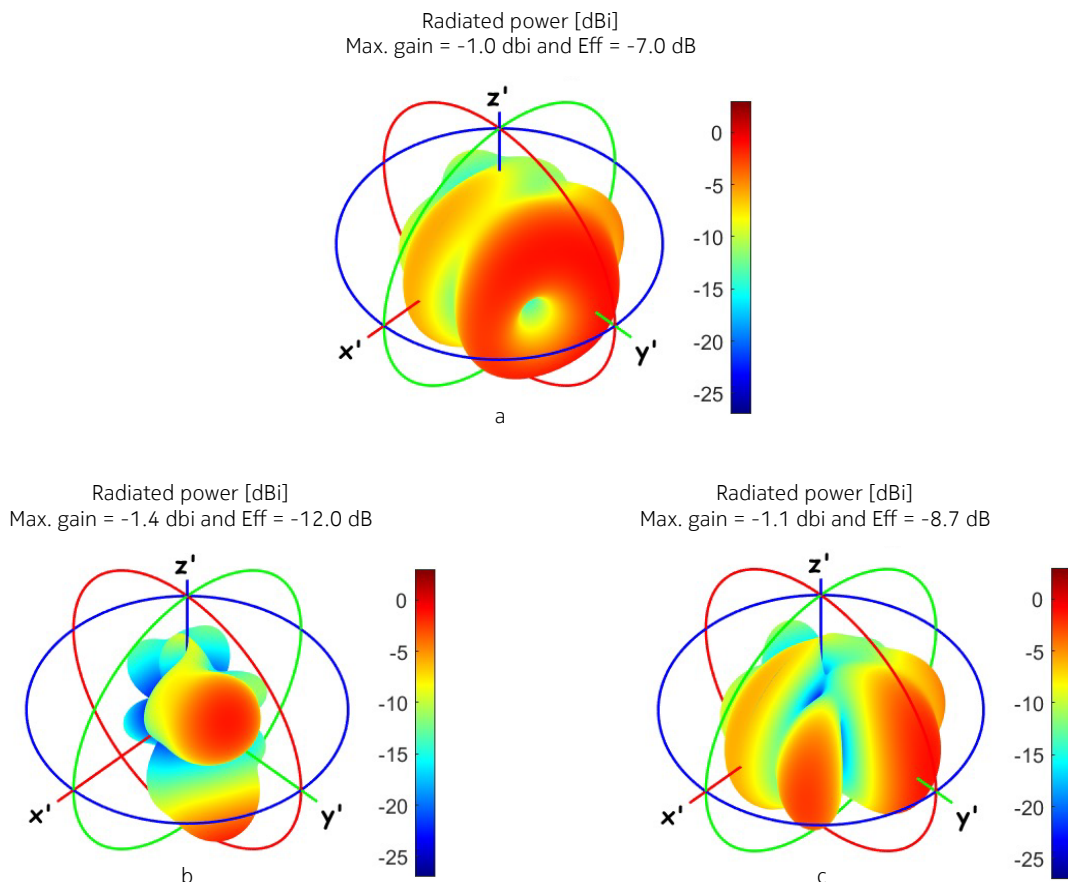 Radiated power [dBi]
Max. gain = -1.0 dbi and Eff = -7.0 dB
z'
x'
y'
0
-5
-10
-15
-20
-25
a
Radiated power [dBi]
Max. gain = -1.4 dbi and Eff = -12.0 dB
z'
x'
y'
0
-5
-10
-15
-20
-25
b
Radiated power [dBi]
Max. gain = -1.1 dbi and Eff = -8.7 dB
z'
x'
y'
0
-5
-10
-15
-20
-25
c